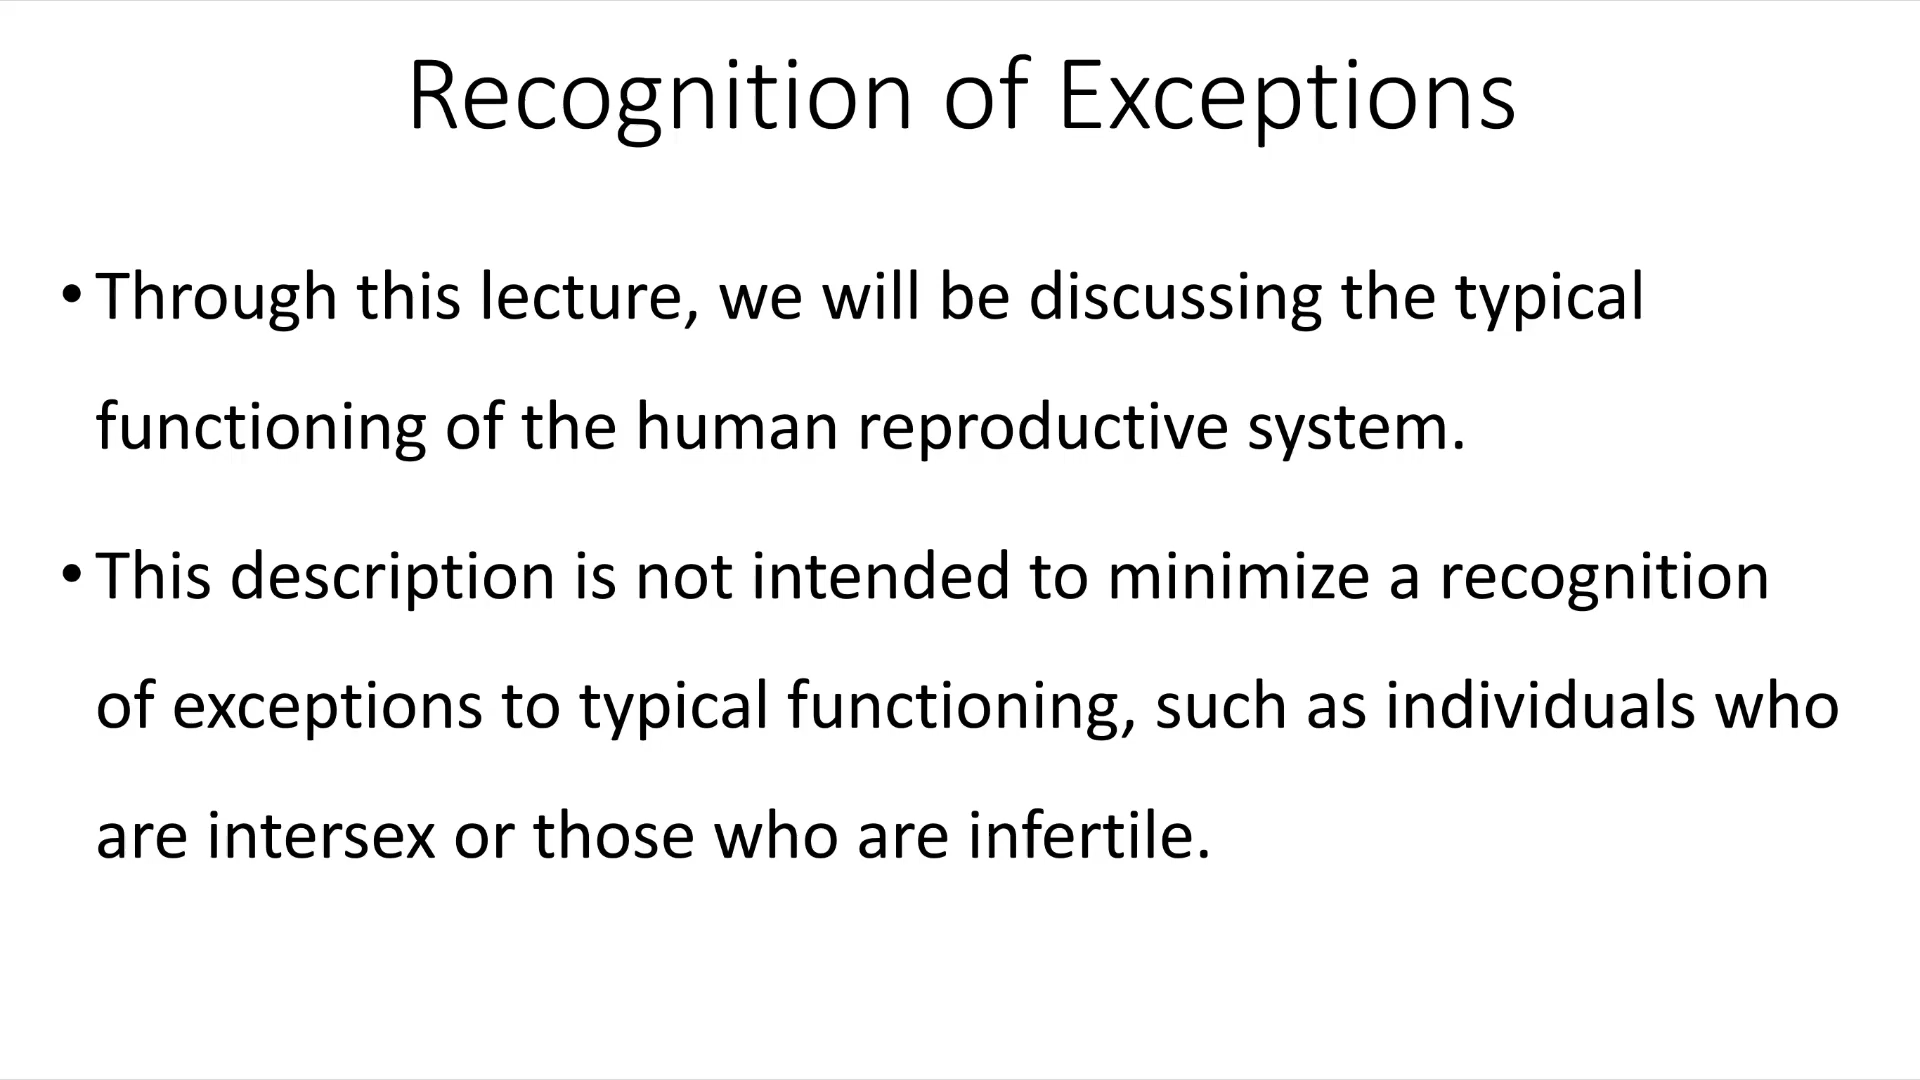 Recognition of Exceptions
• Through this lecture, we will be discussing the typical
functioning of the human reproductive system.
• This description is not intended to minimize a recognition
of exceptions to typical functioning, such as individuals who
are intersex or those who are infertile.